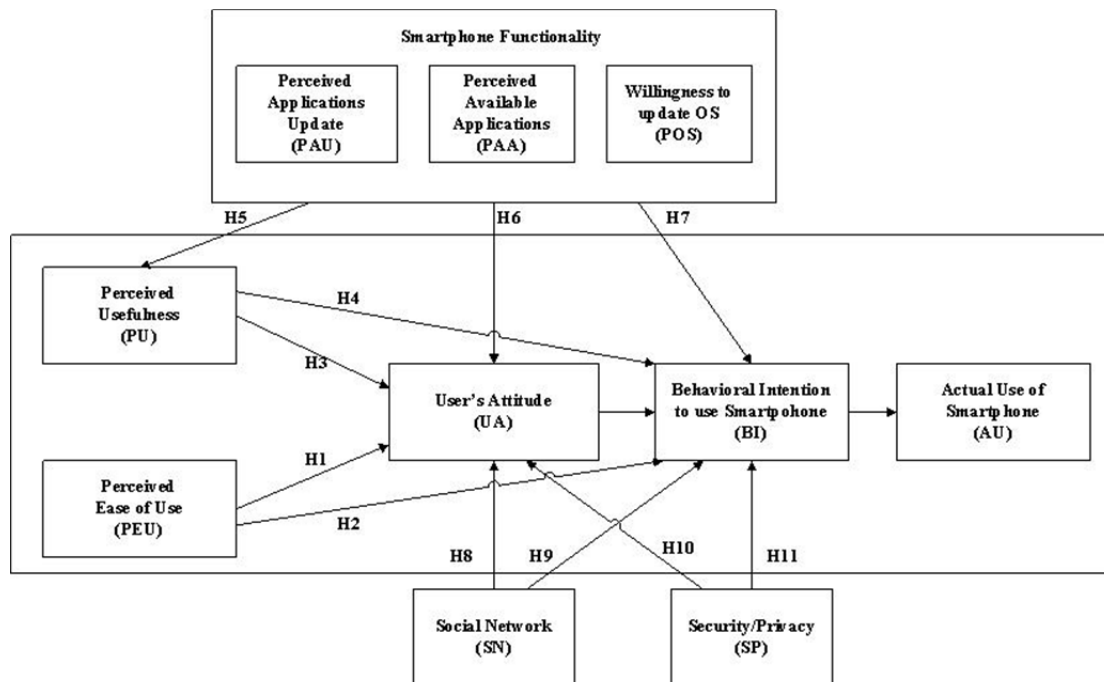 Smartphone Functionality
Perceived
Applications
Update
(PAU)
Perceived
Available
Applications
(PAA)
Willingness to
update OS
(POS)
H5
H6
H7
Perceived
Usefulness
(PU)
H4
H3
User's Attitude
(UA)
Behavioral Intention
to use Smartpohone
(BI)
Actual Use of
Smartphone
(AU)
Perceived
Ease of Use
(PEU)
H1
H2
H8
H9
H10
H11
Social Network
(SN)
Security/Privacy
(SP)